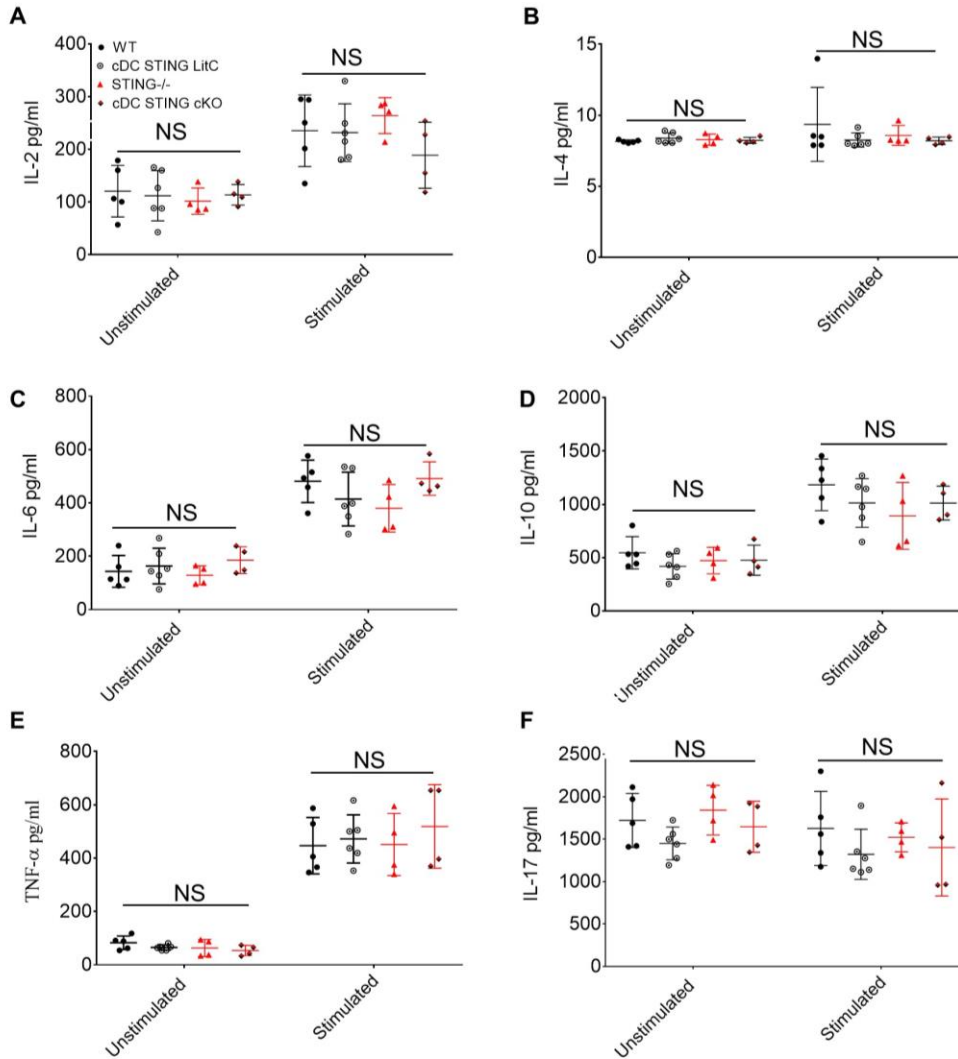 A
IL-2 pg/ml
400
300
200
100
0
WT
cDC STING LitC
STING-/-
cDC STING cKO
NS
NS
Unstimulated
Stimulated
B
IL-4 pg/ml
15
10
5
0
NS
NS
Unstimulated
Stimulated
C
IL-6 pg/ml
800
600
400
200
0
NS
NS
Unstimulated
Stimulated
D
IL-10 pg/ml
2000
1500
1000
500
0
NS
NS
Unstimulated
Stimulated
E
TNF-α pg/ml
800
600
400
200
0
NS
NS
Unstimulated
Stimulated
F
IL-17 pg/ml
2500
2000
1500
1000
500
0
NS
NS
Unstimulated
Stimulated